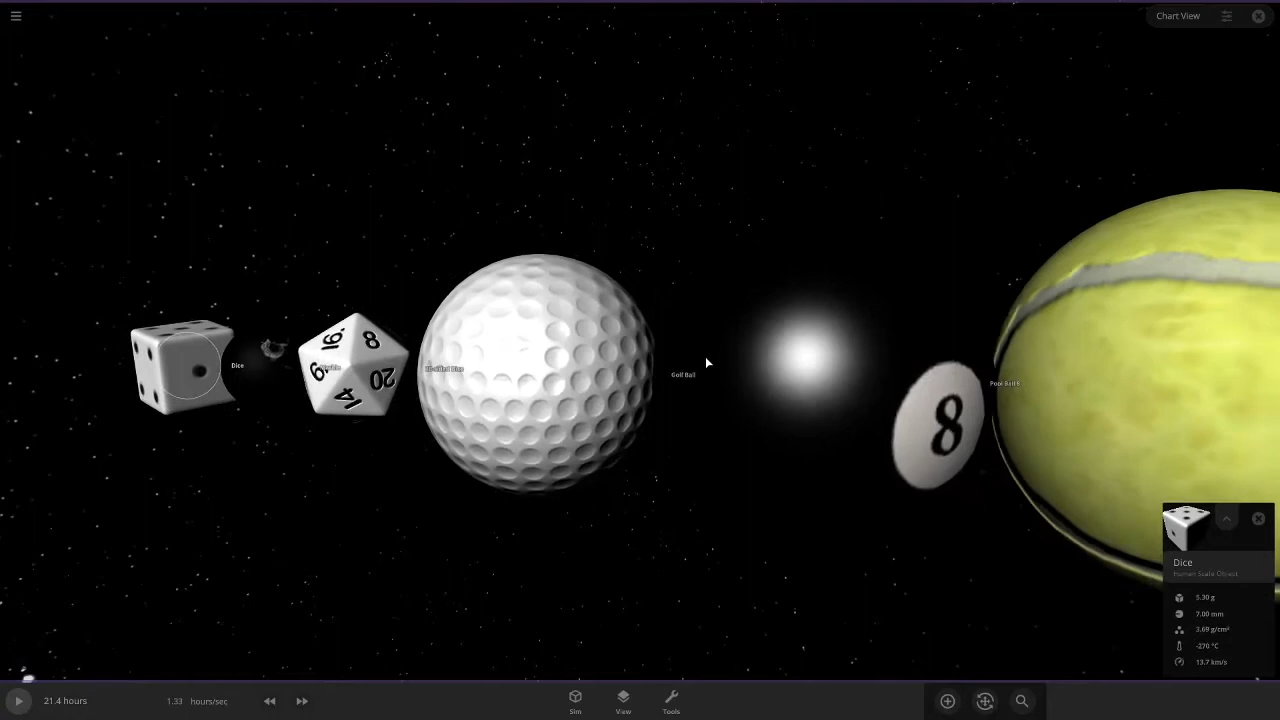 Chart View
16
8
9
20
14
Dice
Golf Ball
8
Pool Ball 8
Dice
Human Scale Object
5.30 g
7.00 mm
3.69 g/cm³
-270 °C
13.7 km/s
21.4 hours
1.33 hours/sec
Sim
View
Tools